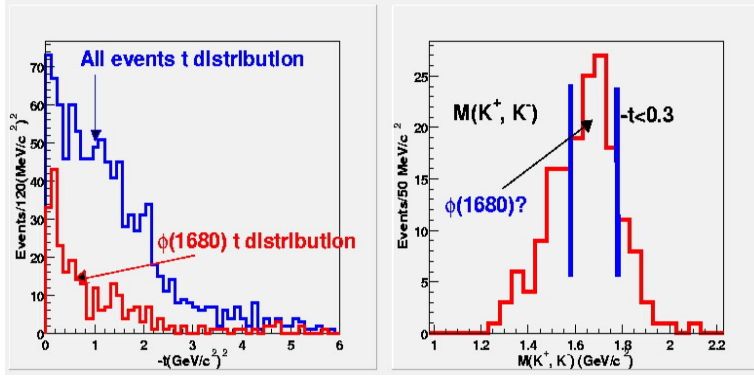 All events t distribution
ϕ(1680) t distribution
Events/120(MeV/c²)²
70
60
50
40
30
20
10
0
0 1 2 3 4 5 6
-t(GeV/c²)²
M(K⁺, K⁻)
-t<0.3
ϕ(1680)?
Events/50 MeV/c²
25
20
15
10
5
0
1 1.2 1.4 1.6 1.8 2 2.2
M(K⁺, K⁻) (GeV/c²)